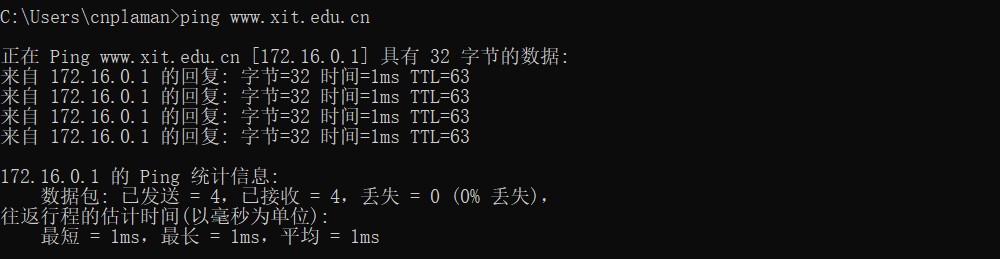 C:\Users\cnplaman>ping www.xit.edu.cn
正在 Ping www.xit.edu.cn [172.16.0.1] 具有 32 字节的数据:
来自 172.16.0.1 的回复: 字节=32 时间=1ms TTL=63
来自 172.16.0.1 的回复: 字节=32 时间=1ms TTL=63
来自 172.16.0.1 的回复: 字节=32 时间=1ms TTL=63
来自 172.16.0.1 的回复: 字节=32 时间=1ms TTL=63
172.16.0.1 的 Ping 统计信息:
数据包: 已发送 = 4，已接收 = 4，丢失 = 0 (0% 丢失)，
往返行程的估计时间(以毫秒为单位):
最短 = 1ms，最长 = 1ms，平均 = 1ms